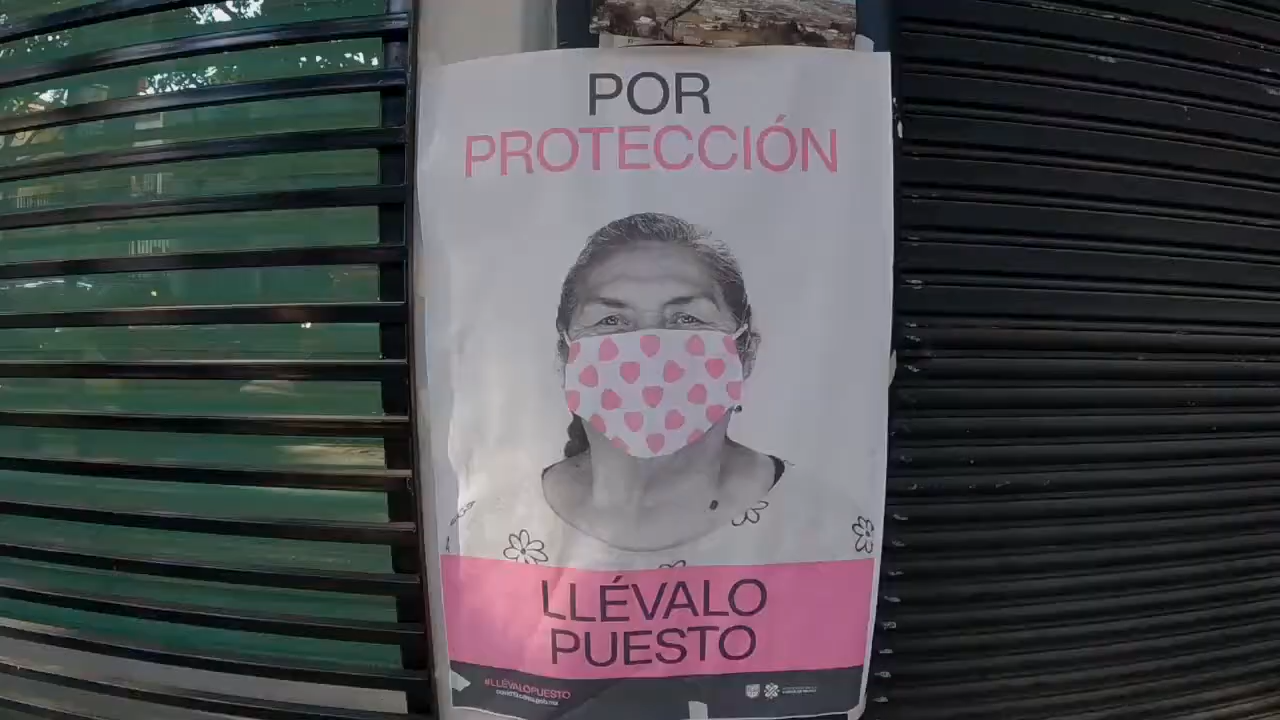 POR
PROTECCIÓN
LLÉVALO
PUESTO
#LLÉVALOPUESTO